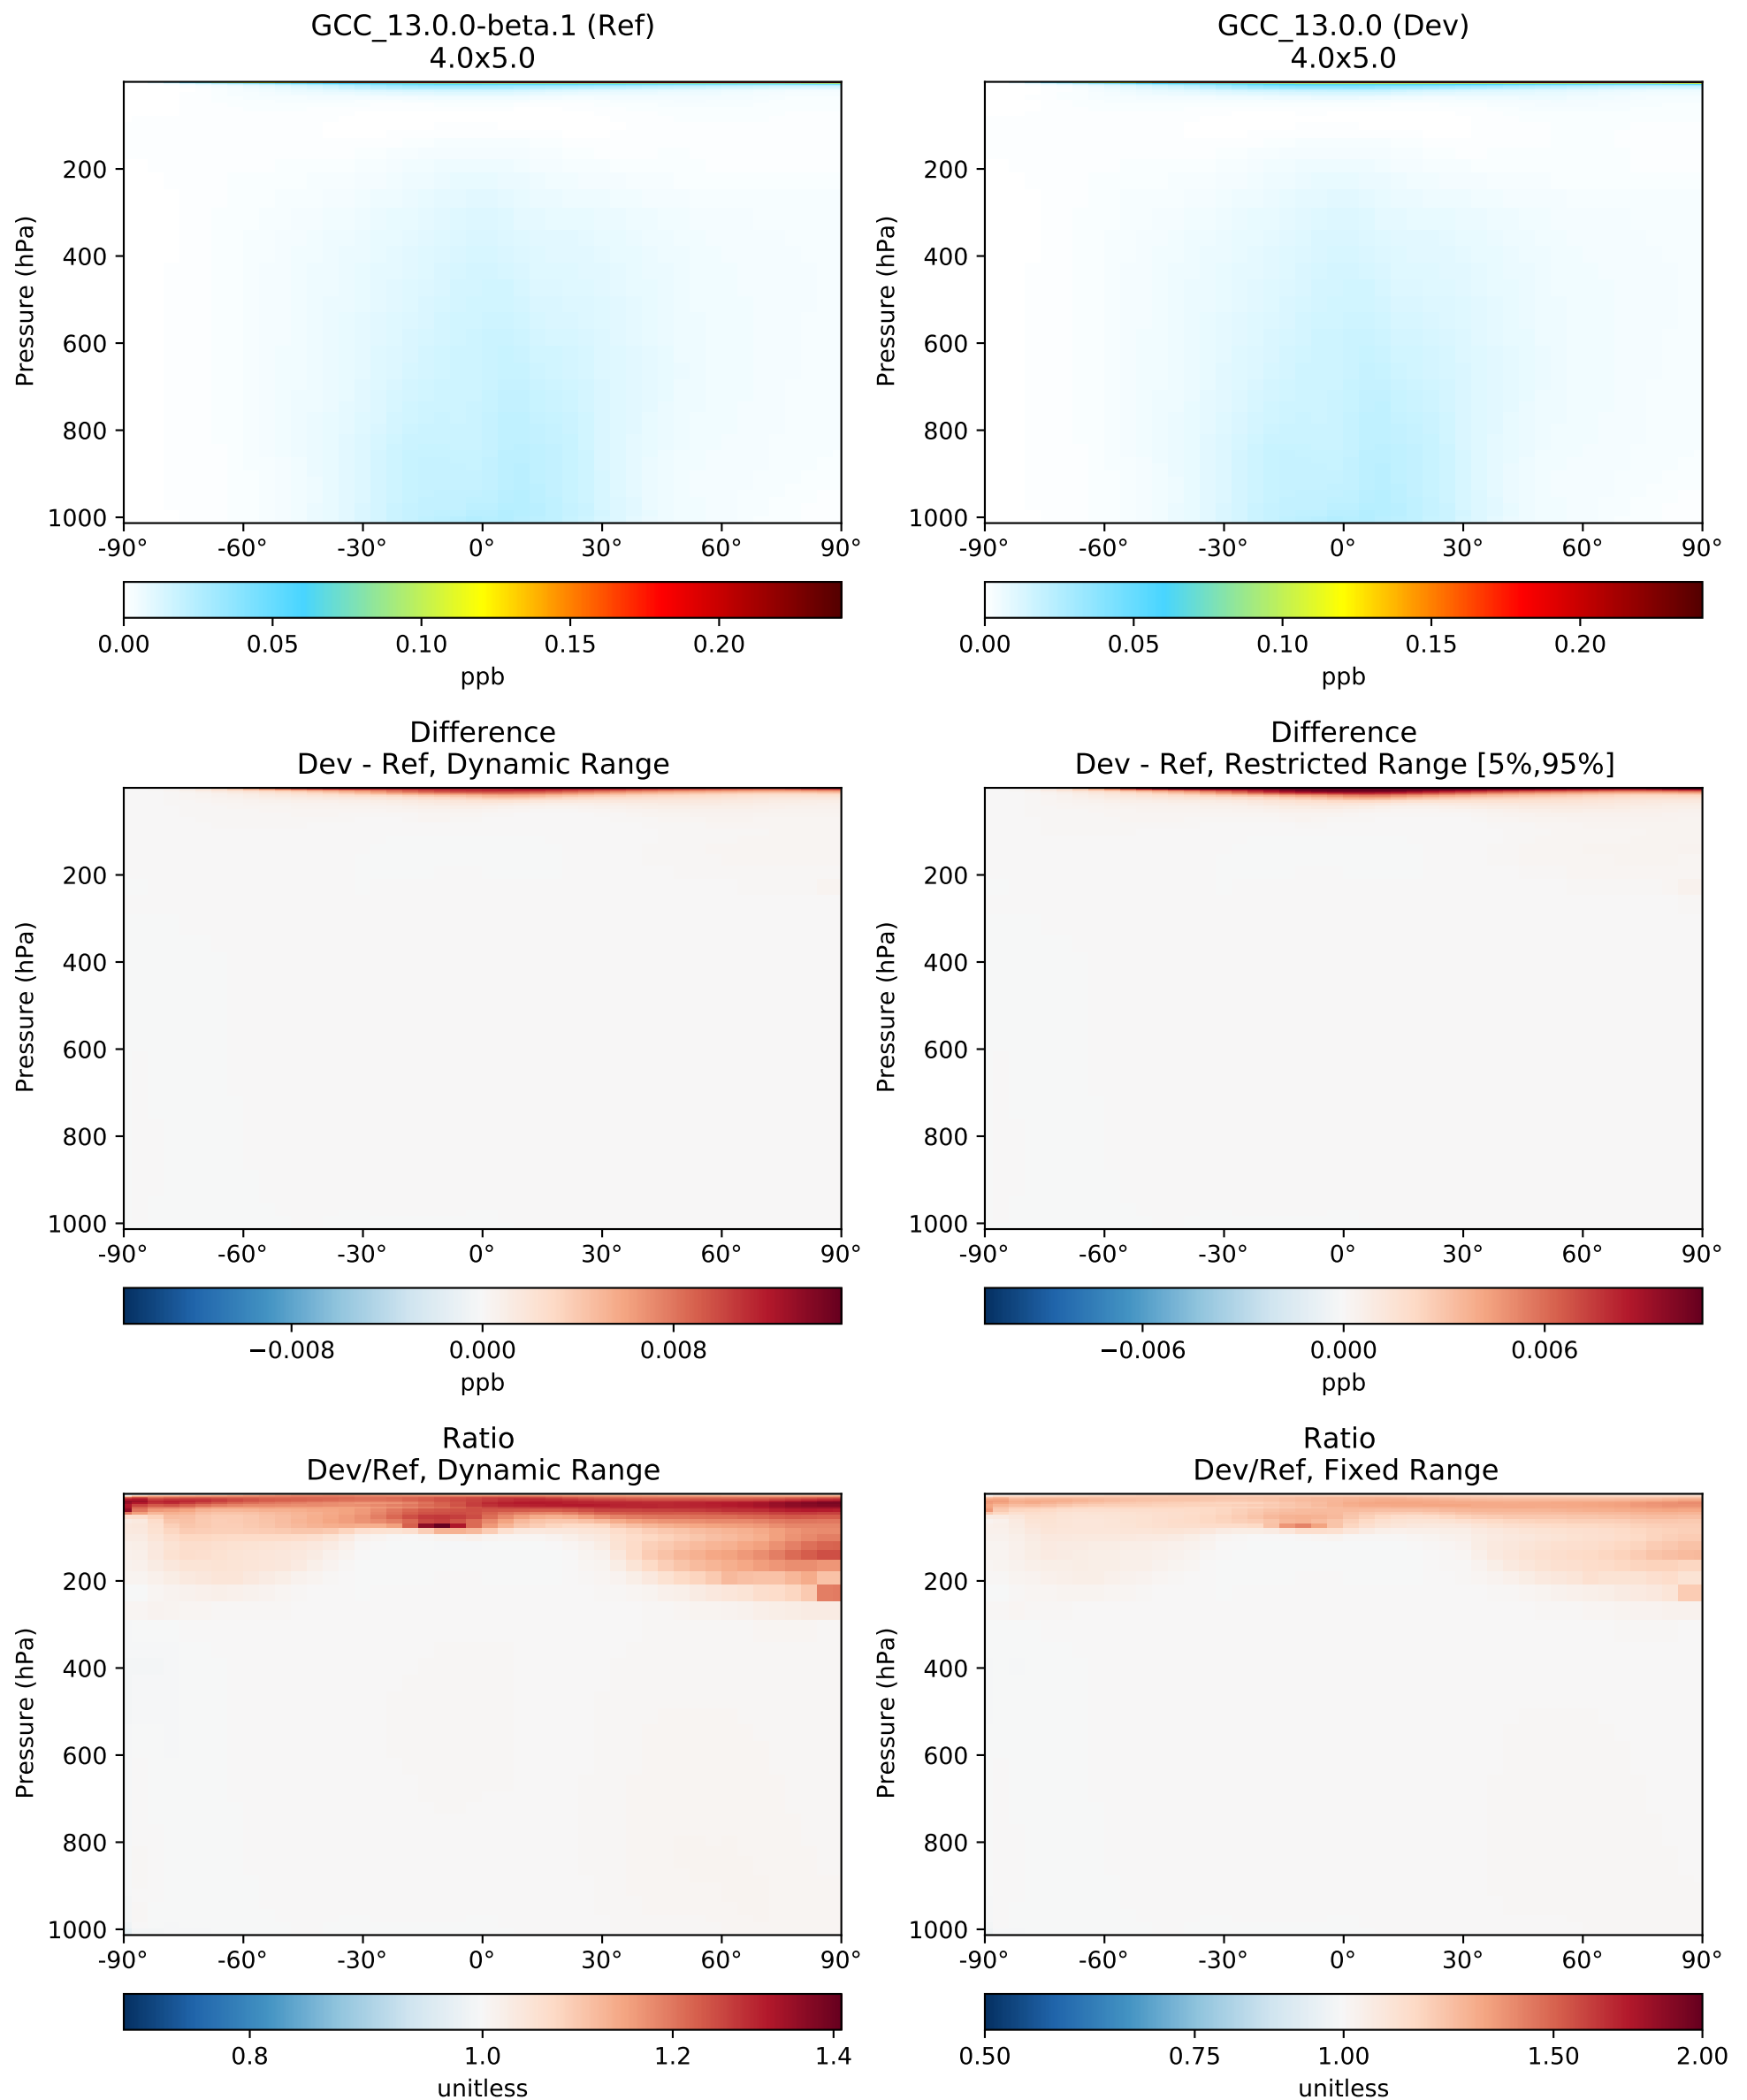 GCC_13.0.0-beta.1 (Ref)
4.0x5.0
200
400
600
800
1000
Pressure (hPa)
-90° -60° -30° 0° 30° 60° 90°
0.00 0.05 0.10 0.15 0.20
ppb
GCC_13.0.0 (Dev)
4.0x5.0
200
400
600
800
1000
Pressure (hPa)
-90° -60° -30° 0° 30° 60° 90°
0.00 0.05 0.10 0.15 0.20
ppb
Difference
Dev - Ref, Dynamic Range
200
400
600
800
1000
Pressure (hPa)
-90° -60° -30° 0° 30° 60° 90°
−0.008 0.000 0.008
ppb
Difference
Dev - Ref, Restricted Range [5%,95%]
200
400
600
800
1000
Pressure (hPa)
-90° -60° -30° 0° 30° 60° 90°
−0.006 0.000 0.006
ppb
Ratio
Dev/Ref, Dynamic Range
200
400
600
800
1000
Pressure (hPa)
-90° -60° -30° 0° 30° 60° 90°
0.8 1.0 1.2 1.4
unitless
Ratio
Dev/Ref, Fixed Range
200
400
600
800
1000
Pressure (hPa)
-90° -60° -30° 0° 30° 60° 90°
0.50 0.75 1.00 1.50 2.00
unitless